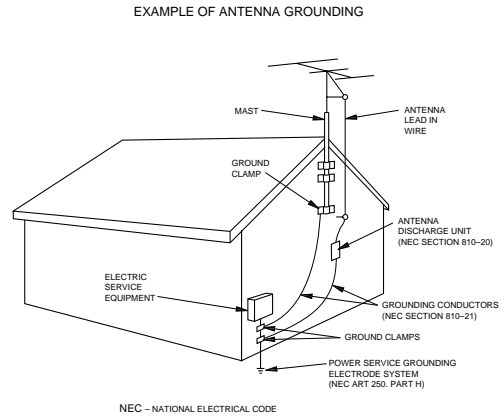 EXAMPLE OF ANTENNA GROUNDING
MAST
ANTENNA
LEAD IN
WIRE
GROUND
CLAMP
ANTENNA
DISCHARGE UNIT
(NEC SECTION 810–20)
ELECTRIC
SERVICE
EQUIPMENT
GROUNDING CONDUCTORS
(NEC SECTION 810–21)
GROUND CLAMPS
POWER SERVICE GROUNDING
ELECTRODE SYSTEM
(NEC ART 250. PART H)
NEC – NATIONAL ELECTRICAL CODE